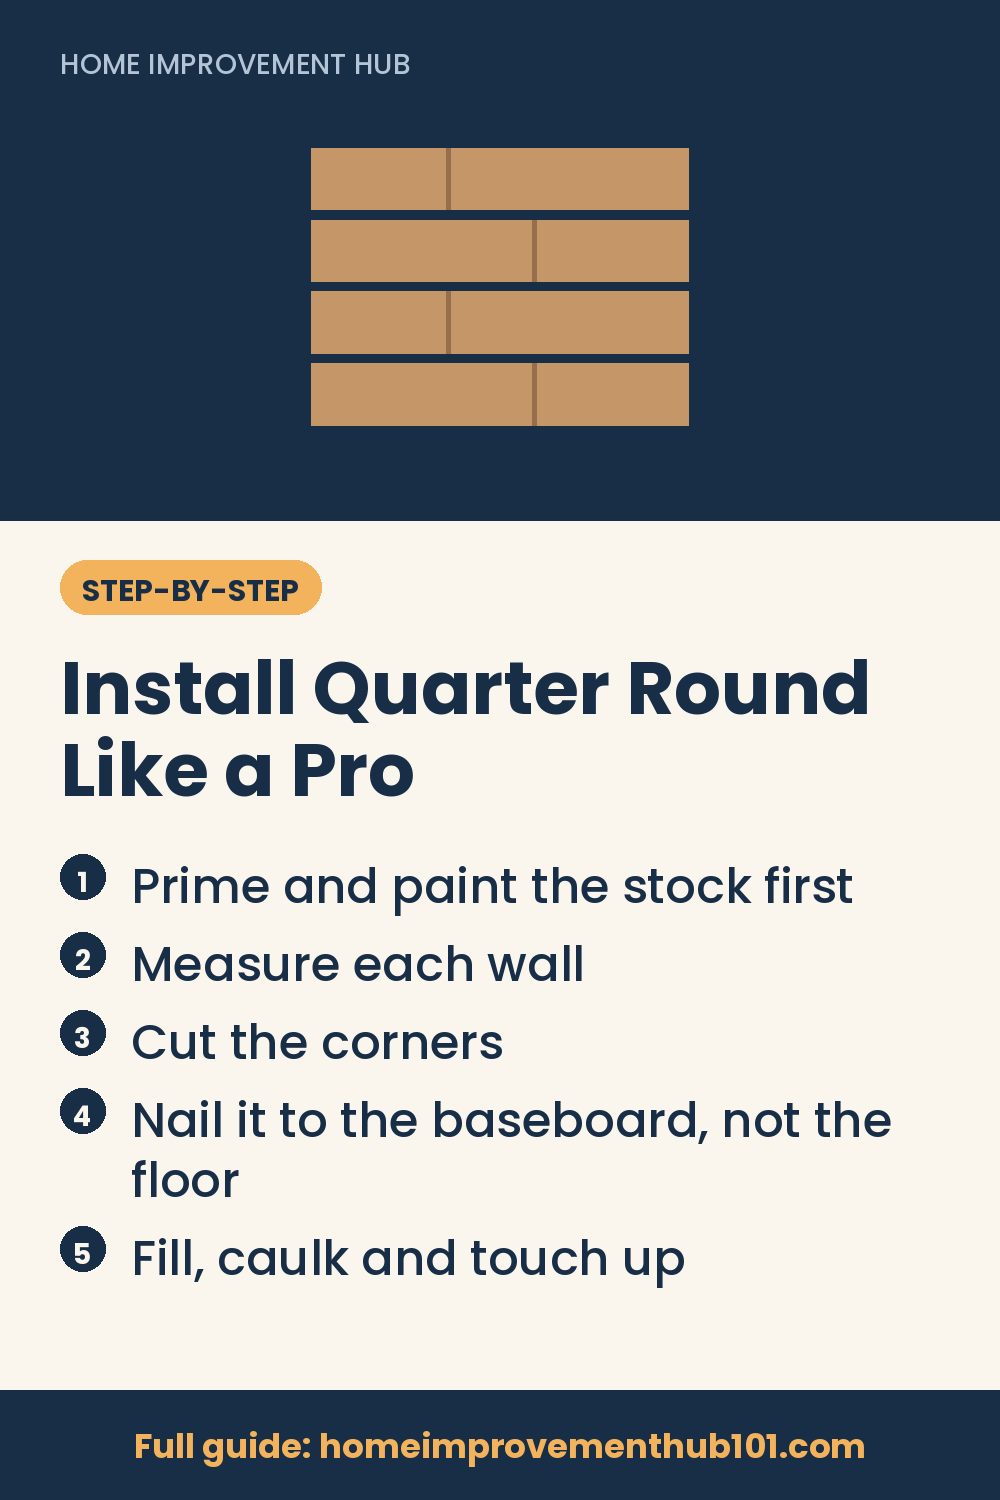 HOME IMPROVEMENT HUB
STEP-BY-STEP
Install Quarter Round
Like a Pro
1 Prime and paint the stock first
2 Measure each wall
3 Cut the corners
4 Nail it to the baseboard, not the
floor
5 Fill, caulk and touch up
Full guide: homeimprovementhub101.com